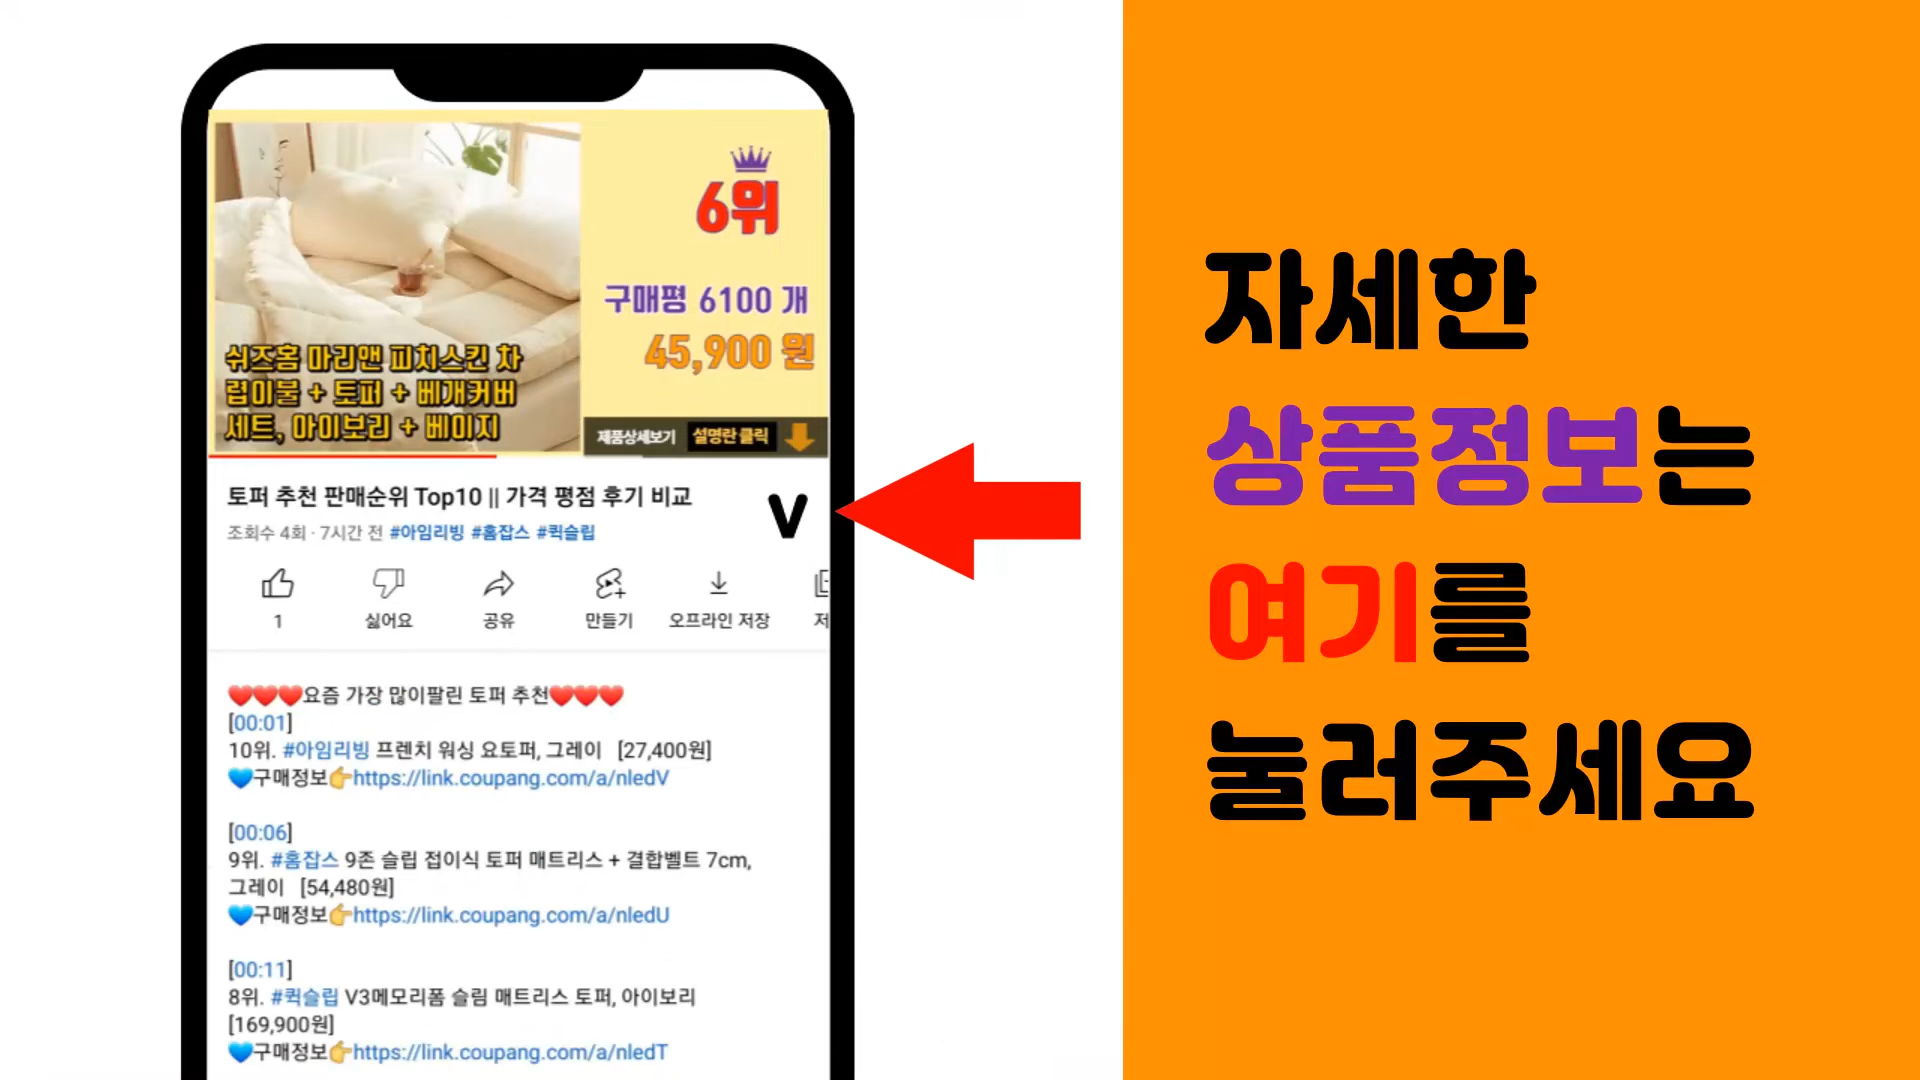 6위
구매평 6100 개
45,900 원
쉬즈홈 마리앤 피치스킨 차
렵이불 + 토퍼 + 베개커버
세트, 아이보리 + 베이지
제품상세보기 설명란 클릭
토퍼 추천 판매순위 Top10 || 가격 평점 후기 비교
V
조회수 4회 · 7시간 전 #아임리빙 #홈잡스 #퀵슬립
1 싫어요 공유 만들기 오프라인 저장 저
❤️❤️❤️요즘 가장 많이팔린 토퍼 추천❤️❤️❤️
[00:01]
10위. #아임리빙 프렌치 워싱 요토퍼, 그레이 [27,400원]
💙구매정보👉https://link.coupang.com/a/nledV
[00:06]
9위. #홈잡스 9존 슬립 접이식 토퍼 매트리스 + 결합벨트 7cm,
그레이 [54,480원]
💙구매정보👉https://link.coupang.com/a/nledU
[00:11]
8위. #퀵슬립 V3메모리폼 슬림 매트리스 토퍼, 아이보리
[169,900원]
💙구매정보👉https://link.coupang.com/a/nledT
자세한
상품정보는
여기를
눌러주세요